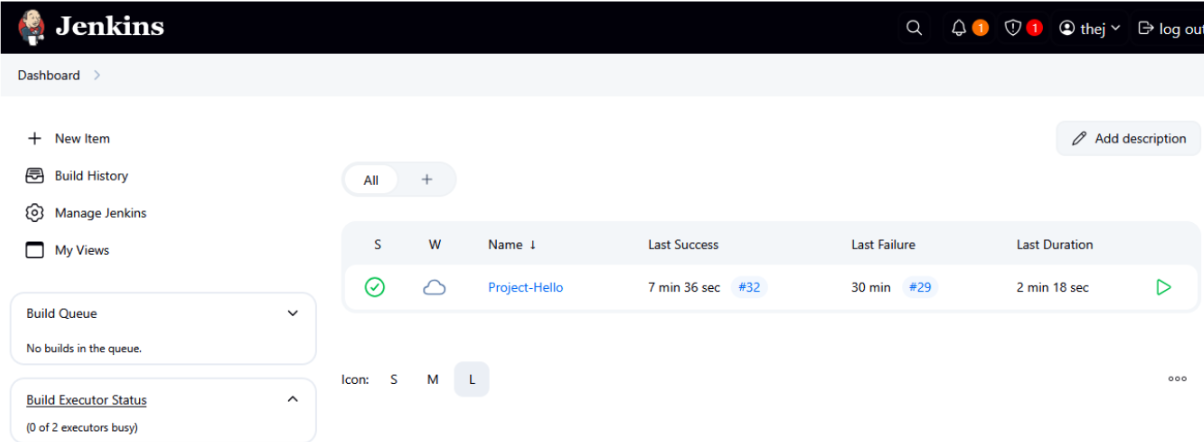 Jenkins
1 1 thej log out
Dashboard
New Item
Add description
Build History
All +
Manage Jenkins
My Views
S W Name ↓ Last Success Last Failure Last Duration
Project-Hello 7 min 36 sec #32 30 min #29 2 min 18 sec
Build Queue
No builds in the queue.
Icon: S M L
Build Executor Status
(0 of 2 executors busy)